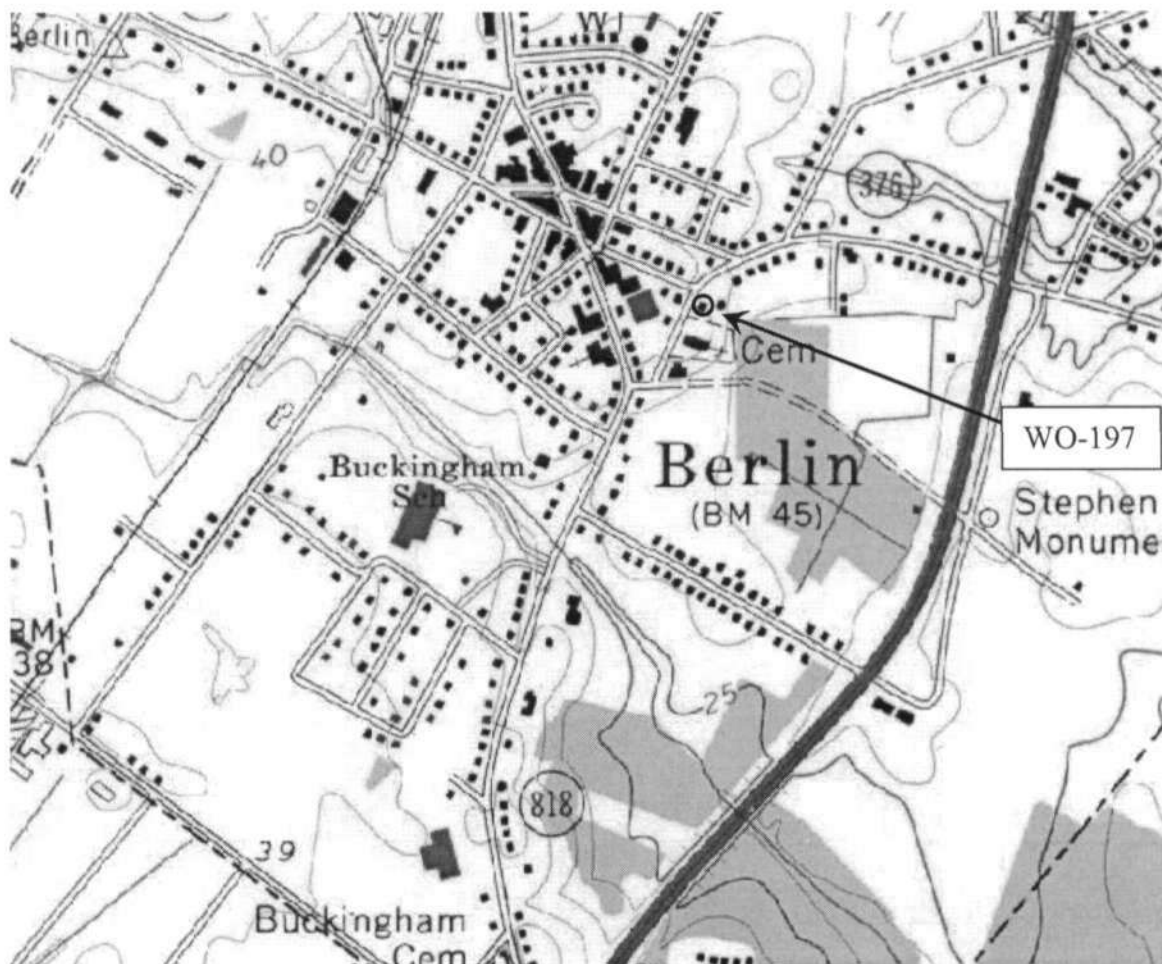 Berlin
40
376
Cem
WO-197
Buckingham
Sch
Berlin
(BM 45)
Stephen
Monume
BM
38
25
818
39
Buckingham
Cem